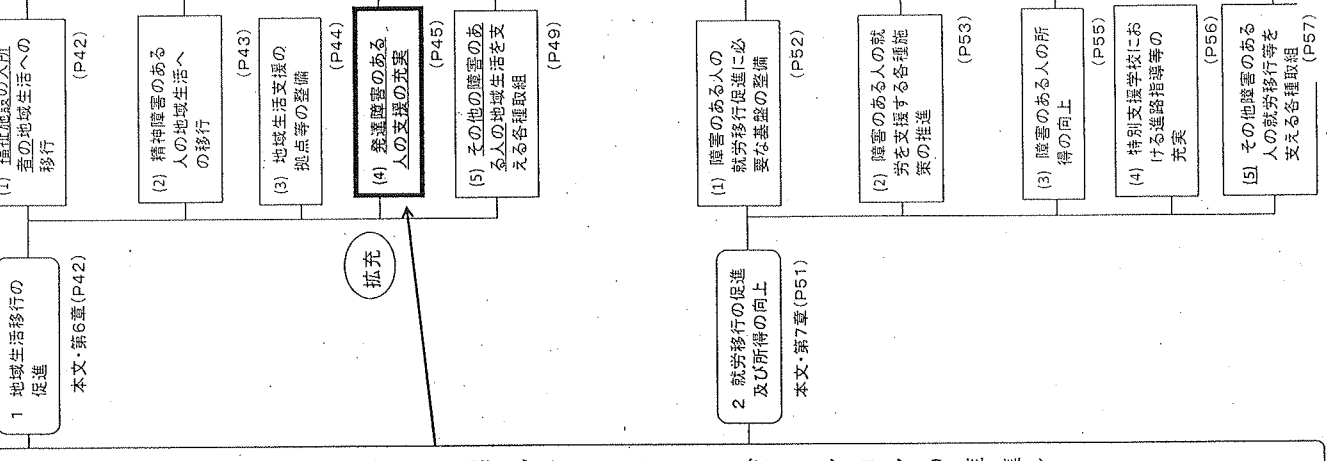 1 地域生活移行の
促進
本文・第6章(P42)
(1) 福祉施設の入所
者の地域生活への
移行
(P42)
(2) 精神障害のある
人の地域生活へ
の移行
(P43)
(3) 地域生活支援の
拠点等の整備
(P44)
拡充
(4) 発達障害のある
人の支援の充実
(P45)
(5) その他の障害のあ
る人の地域生活を支
える各種取組
(P49)
2 就労移行の促進
及び所得の向上
本文・第7章(P51)
(1) 障害のある人の
就労移行促進に必
要な基盤の整備
(P52)
(2) 障害のある人の就
労を支援する各種施
策の推進
(P53)
(3) 障害のある人の所
得の向上
(P55)
(4) 特別支援学校にお
ける進路指導等の
充実
(P56)
(5) その他障害のある
人の就労移行等を
支える各種取組
(P57)